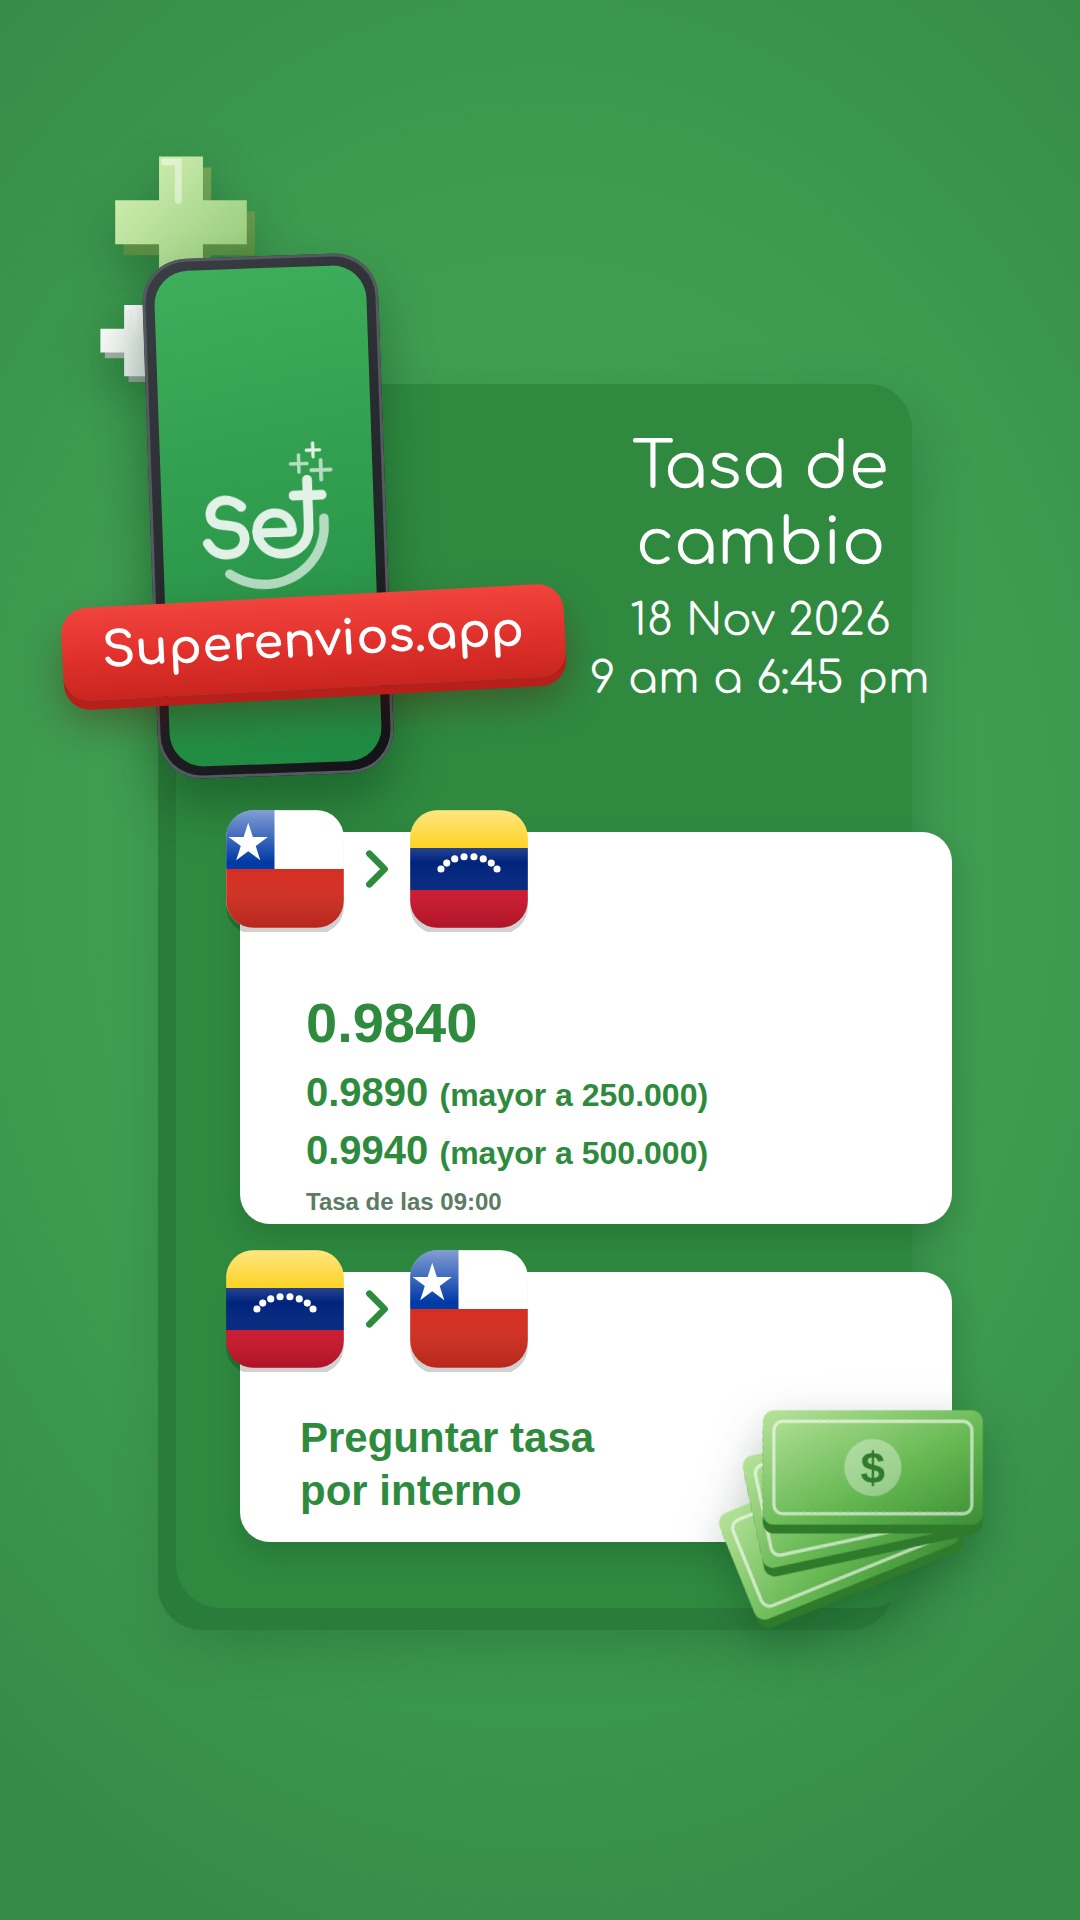 Set
Superenvios.app
Tasa de
cambio
18 Nov 2026
9 am a 6:45 pm
0.9840
0.9890 (mayor a 250.000)
0.9940 (mayor a 500.000)
Tasa de las 09:00
Preguntar tasa
por interno
$